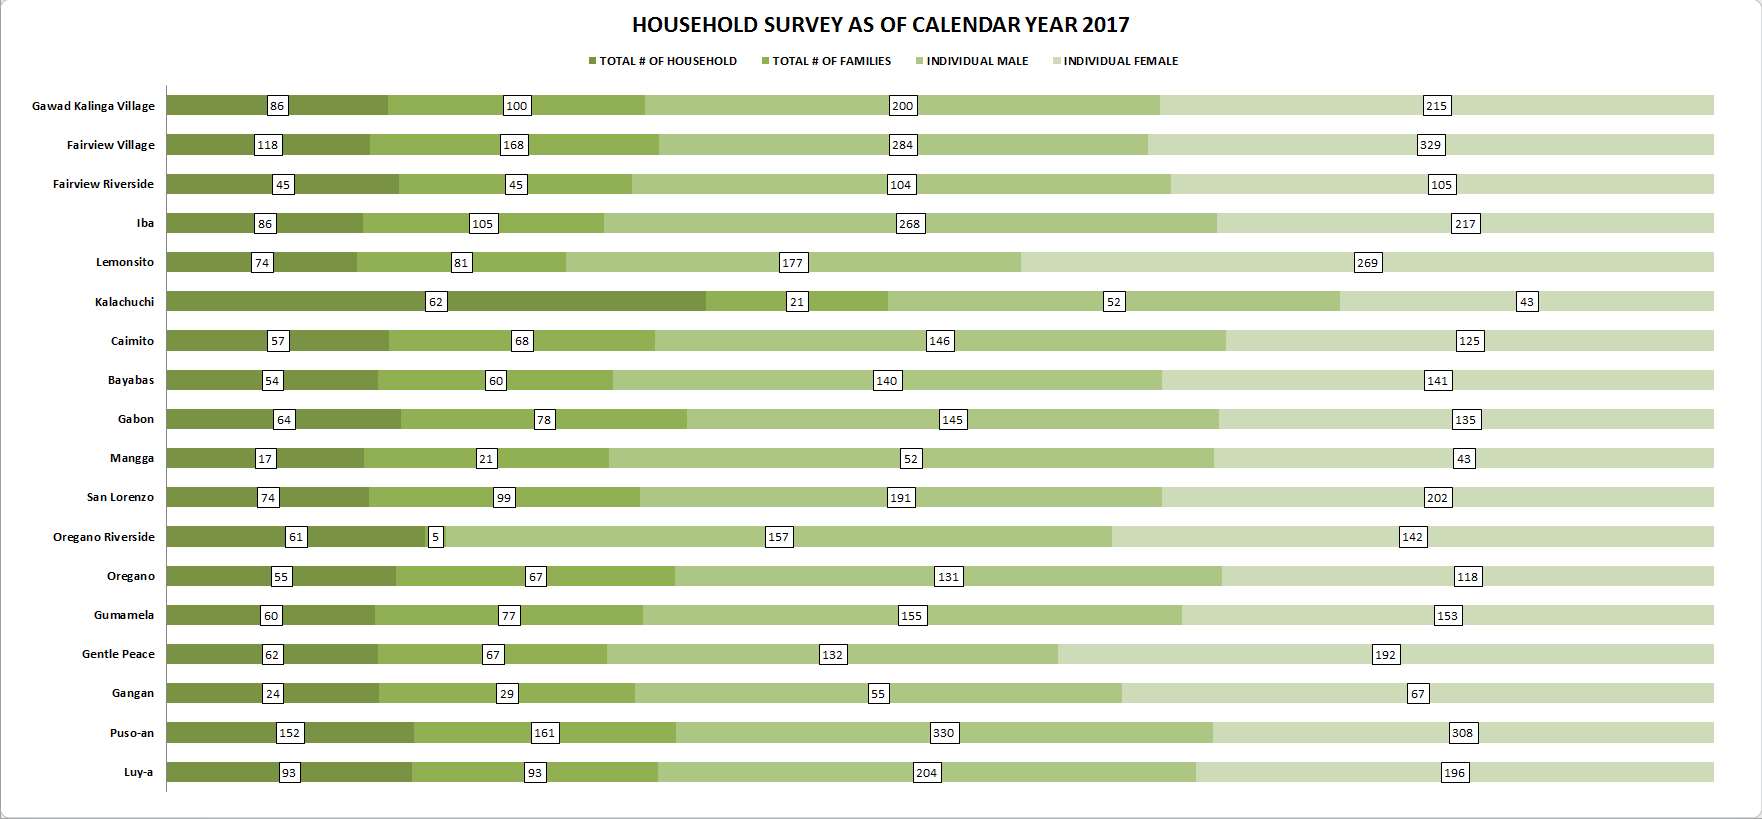 HOUSEHOLD SURVEY AS OF CALENDAR YEAR 2017
TOTAL # OF HOUSEHOLD TOTAL # OF FAMILIES INDIVIDUAL MALE INDIVIDUAL FEMALE
Gawad Kalinga Village 86 100 200 215
Fairview Village 118 168 284 329
Fairview Riverside 45 45 104 105
Iba 86 105 268 217
Lemonsito 74 81 177 269
Kalachuchi 62 21 52 43
Caimito 57 68 146 125
Bayabas 54 60 140 141
Gabon 64 78 145 135
Mangga 17 21 52 43
San Lorenzo 74 99 191 202
Oregano Riverside 61 5 157 142
Oregano 55 67 131 118
Gumamela 60 77 155 153
Gentle Peace 62 67 132 192
Gangan 24 29 55 67
Puso-an 152 161 330 308
Luy-a 93 93 204 196